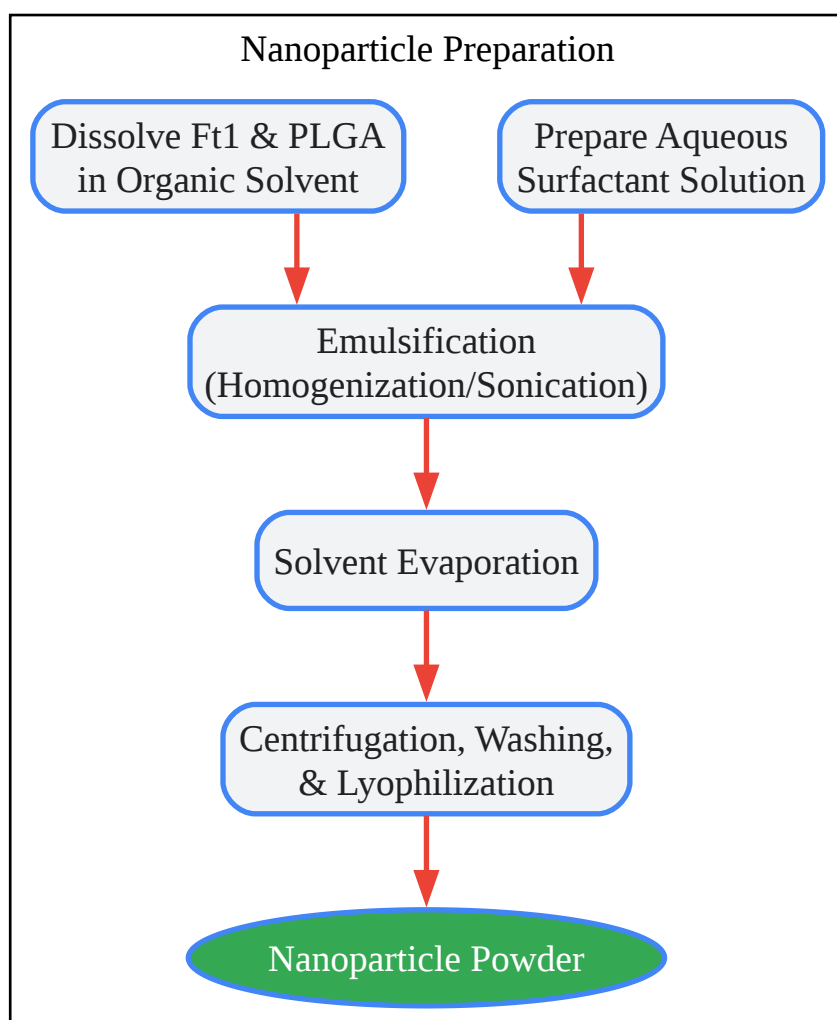 Nanoparticle Preparation
Dissolve Ft1 & PLGA
in Organic Solvent
Prepare Aqueous
Surfactant Solution
Emulsification
(Homogenization/Sonication)
Solvent Evaporation
Centrifugation, Washing,
& Lyophilization
Nanoparticle Powder